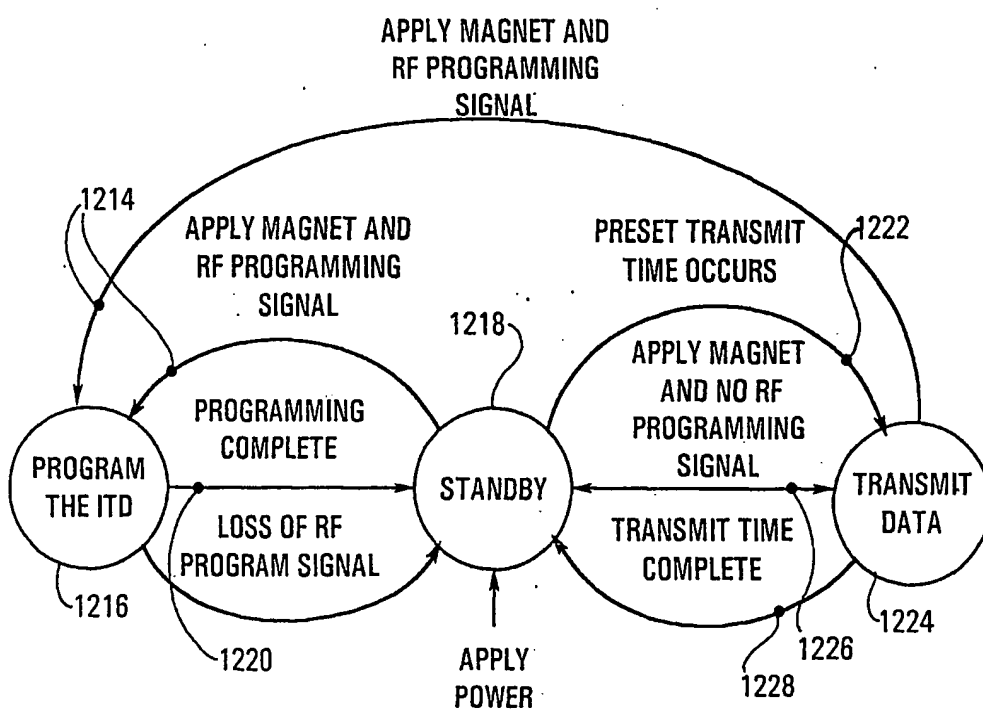 APPLY MAGNET AND
RF PROGRAMMING
SIGNAL
1214
APPLY MAGNET AND
RF PROGRAMMING
SIGNAL
PRESET TRANSMIT
TIME OCCURS
1222
1218
APPLY MAGNET
AND NO RF
PROGRAMMING
SIGNAL
PROGRAMMING
COMPLETE
PROGRAM
THE ITD
STANDBY
TRANSMIT
DATA
LOSS OF RF
PROGRAM SIGNAL
TRANSMIT TIME
COMPLETE
1216
1220
APPLY
POWER
1228
1226
1224